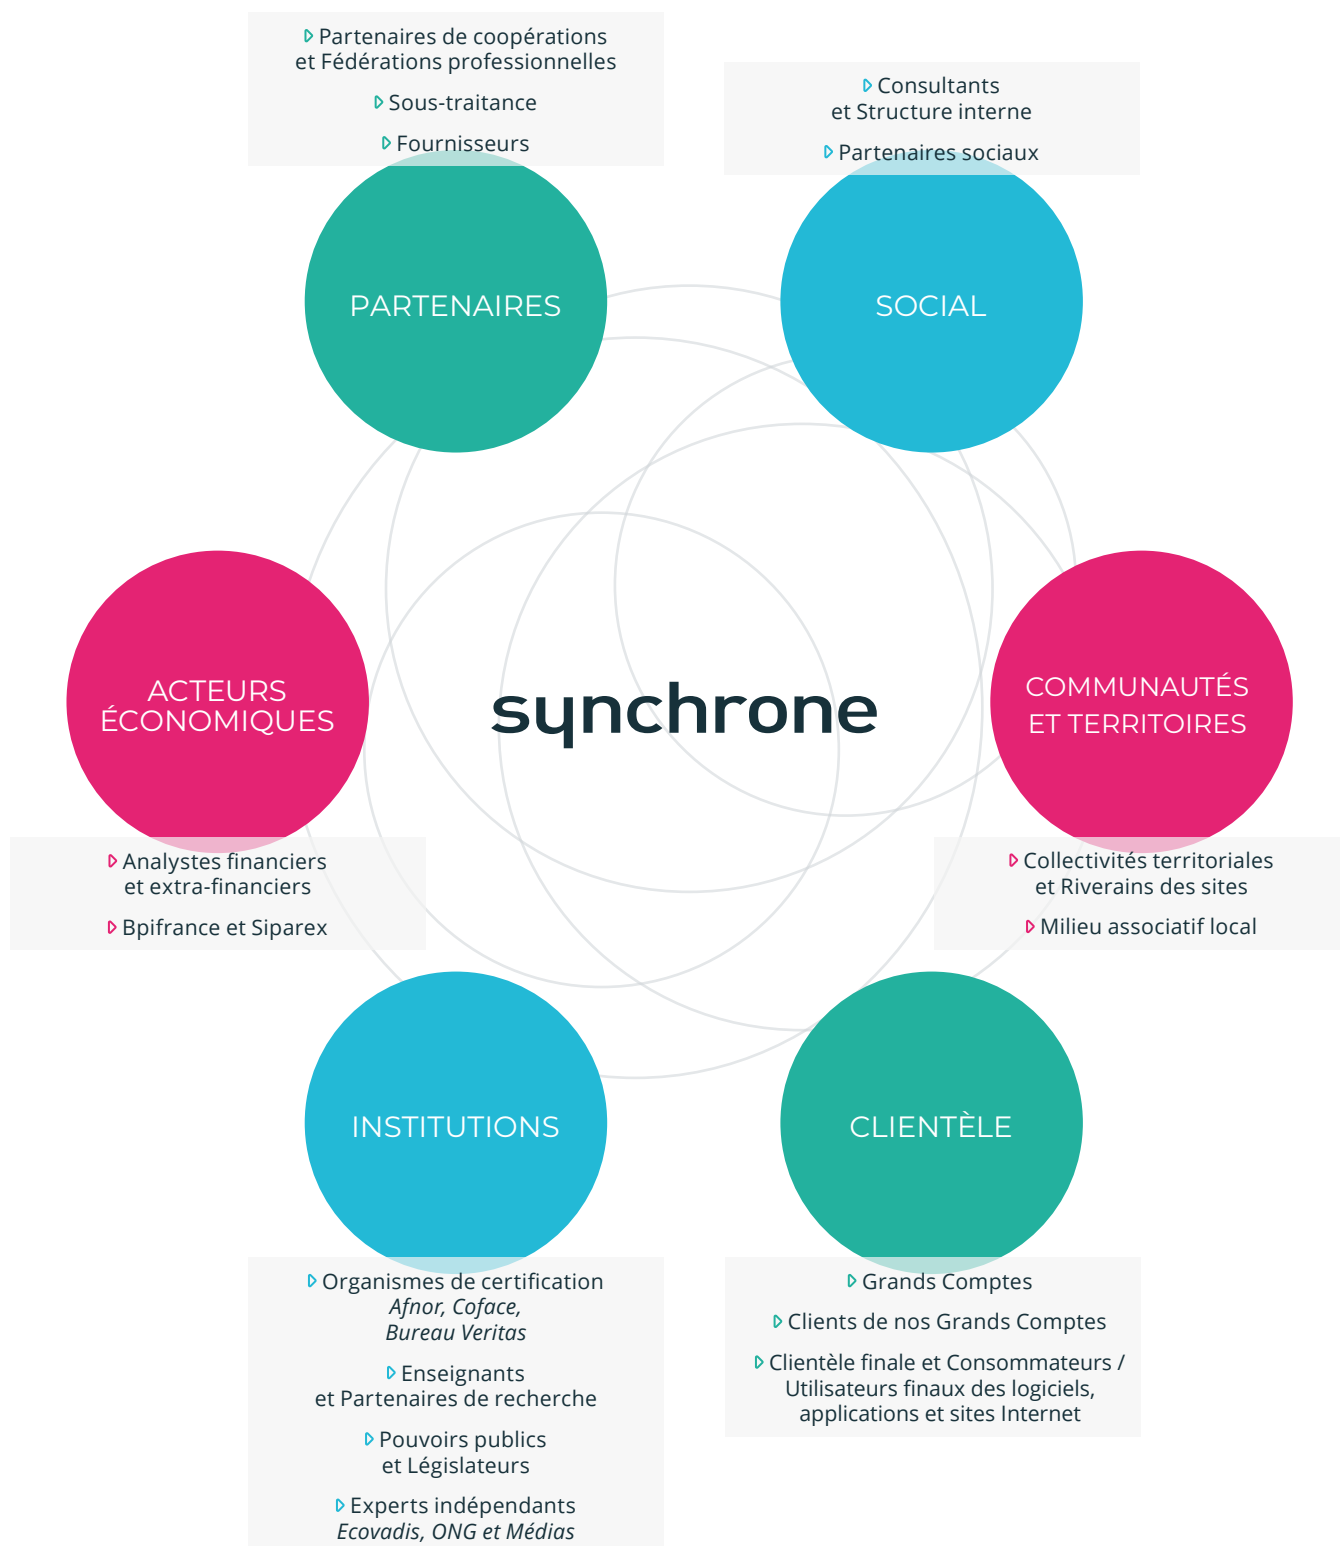 Partenaires de coopérations
et Fédérations professionnelles
Sous-traitance
Fournisseurs
PARTENAIRES
Consultants
et Structure interne
Partenaires sociaux
SOCIAL
ACTEURS
ÉCONOMIQUES
Analystes financiers
et extra-financiers
Bpifrance et Siparex
synchrone
COMMUNAUTÉS
ET TERRITOIRES
Collectivités territoriales
et Riverains des sites
Milieu associatif local
INSTITUTIONS
Organismes de certification
Afnor, Coface,
Bureau Veritas
Enseignants
et Partenaires de recherche
Pouvoirs publics
et Législateurs
Experts indépendants
Ecovadis, ONG et Médias
CLIENTÈLE
Grands Comptes
Clients de nos Grands Comptes
Clientèle finale et Consommateurs /
Utilisateurs finaux des logiciels,
applications et sites Internet